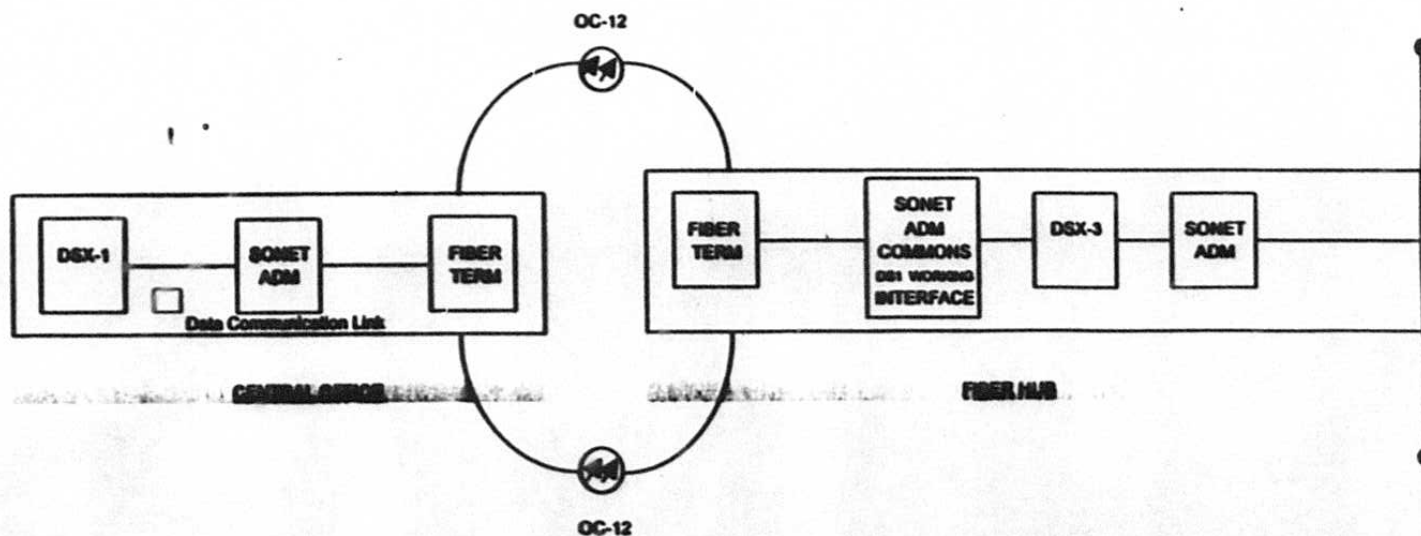 OC-12
DSX-1
SONET
ADM
FIBER
TERM
Data Communication Link
CENTRAL OFFICE
FIBER
TERM
SONET
ADM
COMMONS
DS1 WORKING
INTERFACE
DSX-3
SONET
ADM
FIBER HUB
OC-12